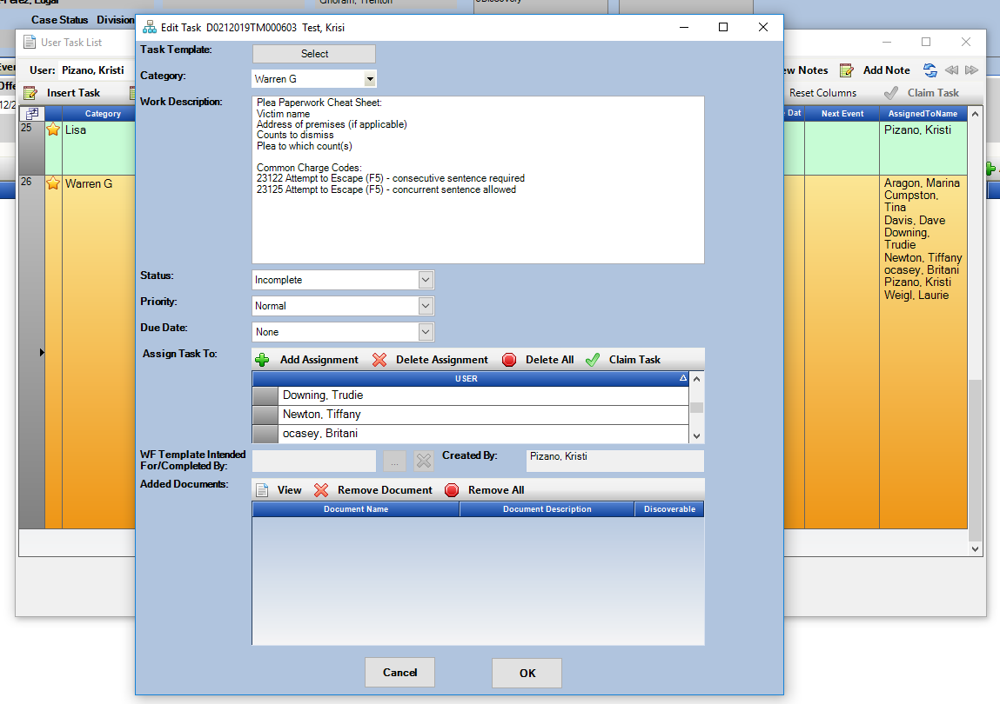 Case Status Division
User Task List
User: Pizano, Kristi
Insert Task
Category
25 Lisa
26 Warren G
Edit Task D0212019TM000603 Test, Krisi
Task Template: Select
Category: Warren G
Work Description:
Plea Paperwork Cheat Sheet:
Victim name
Address of premises (if applicable)
Counts to dismiss
Plea to which count(s)
Common Charge Codes:
23122 Attempt to Escape (F5) - consecutive sentence required
23125 Attempt to Escape (F5) - concurrent sentence allowed
Status: Incomplete
Priority: Normal
Due Date: None
Assign Task To: Add Assignment Delete Assignment Delete All Claim Task
USER
Downing, Trudie
Newton, Tiffany
ocasey, Britani
WF Template Intended
For/Completed By:
...
Created By: Pizano, Kristi
Added Documents: View Remove Document Remove All
Document Name Document Description Discoverable
Cancel OK
ew Notes Add Note
Reset Columns Claim Task
Dat Next Event AssignedToName
Pizano, Kristi
Aragon, Marina
Cumpston,
Tina
Davis, Dave
Downing,
Trudie
Newton, Tiffany
ocasey, Britani
Pizano, Kristi
Weigl, Laurie